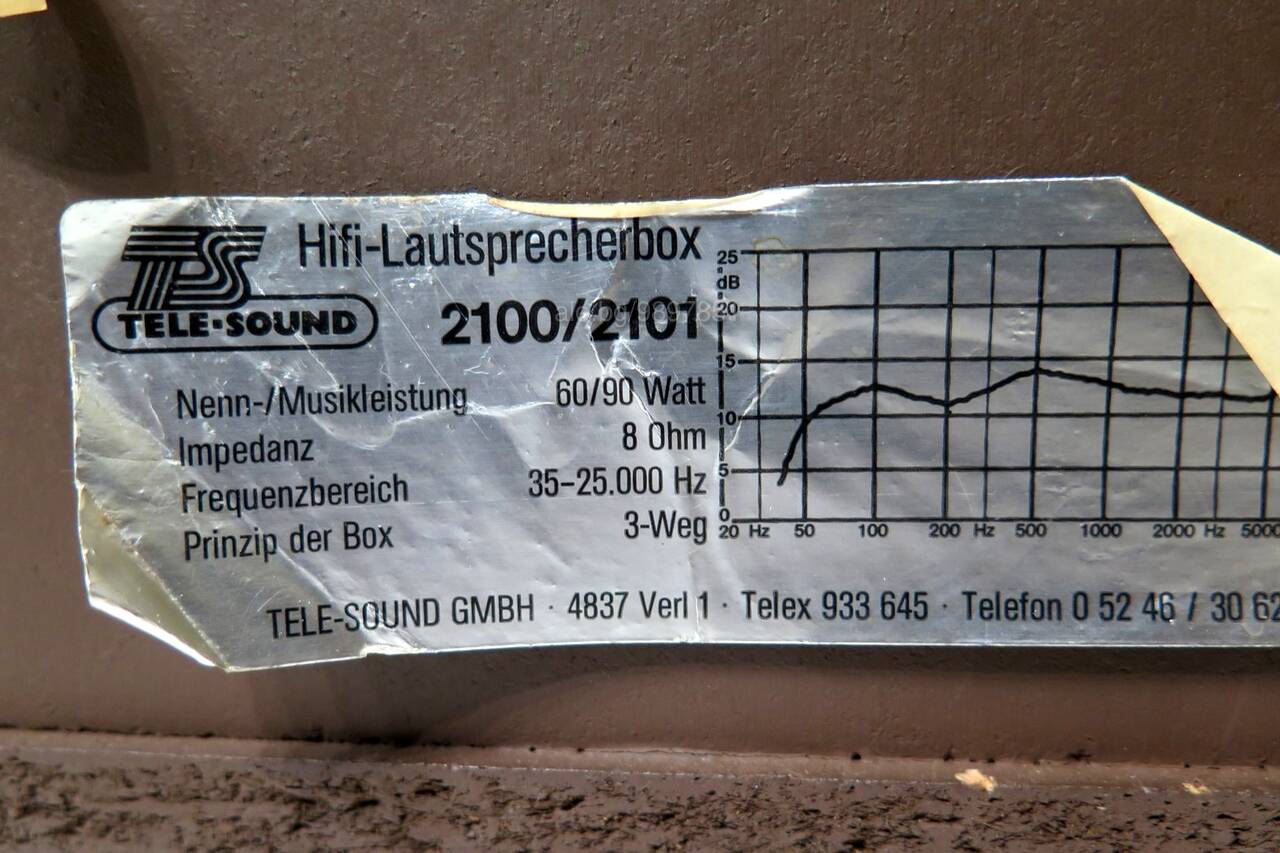 TS
TELE·SOUND
Hifi-Lautsprecherbox
2100/2101
Nenn-/Musikleistung 60/90 Watt
Impedanz 8 Ohm
Frequenzbereich 35–25.000 Hz
Prinzip der Box 3-Weg
25
dB
20
15
10
5
0
20 Hz 50 100 200 Hz 500 1000 2000 Hz 5000
TELE-SOUND GMBH · 4837 Verl 1 · Telex 933 645 · Telefon 0 52 46 / 30 62